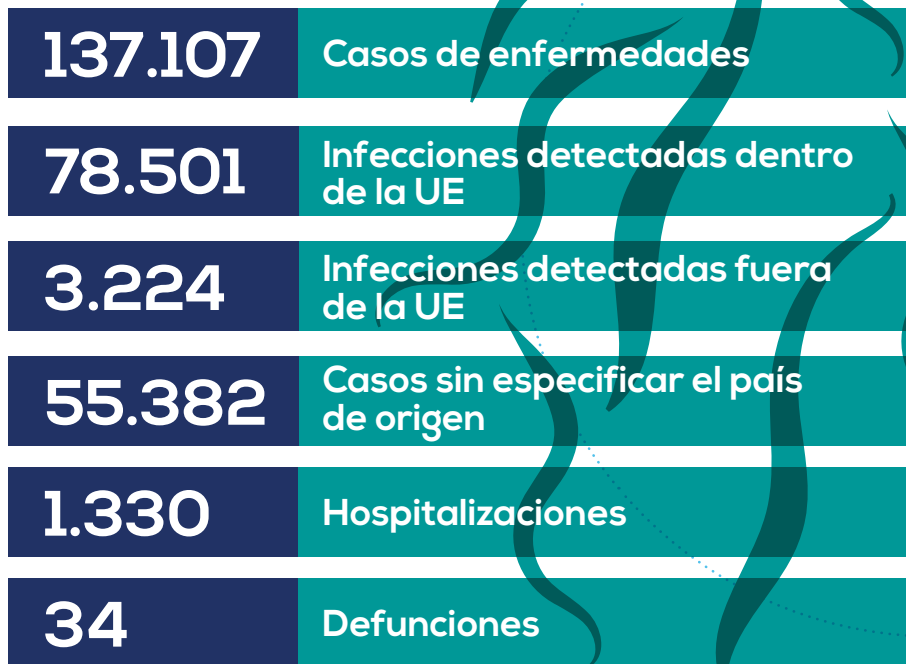 137.107
Casos de enfermedades
78.501
Infecciones detectadas dentro
de la UE
3.224
Infecciones detectadas fuera
de la UE
55.382
Casos sin especificar el país
de origen
1.330
Hospitalizaciones
34
Defunciones